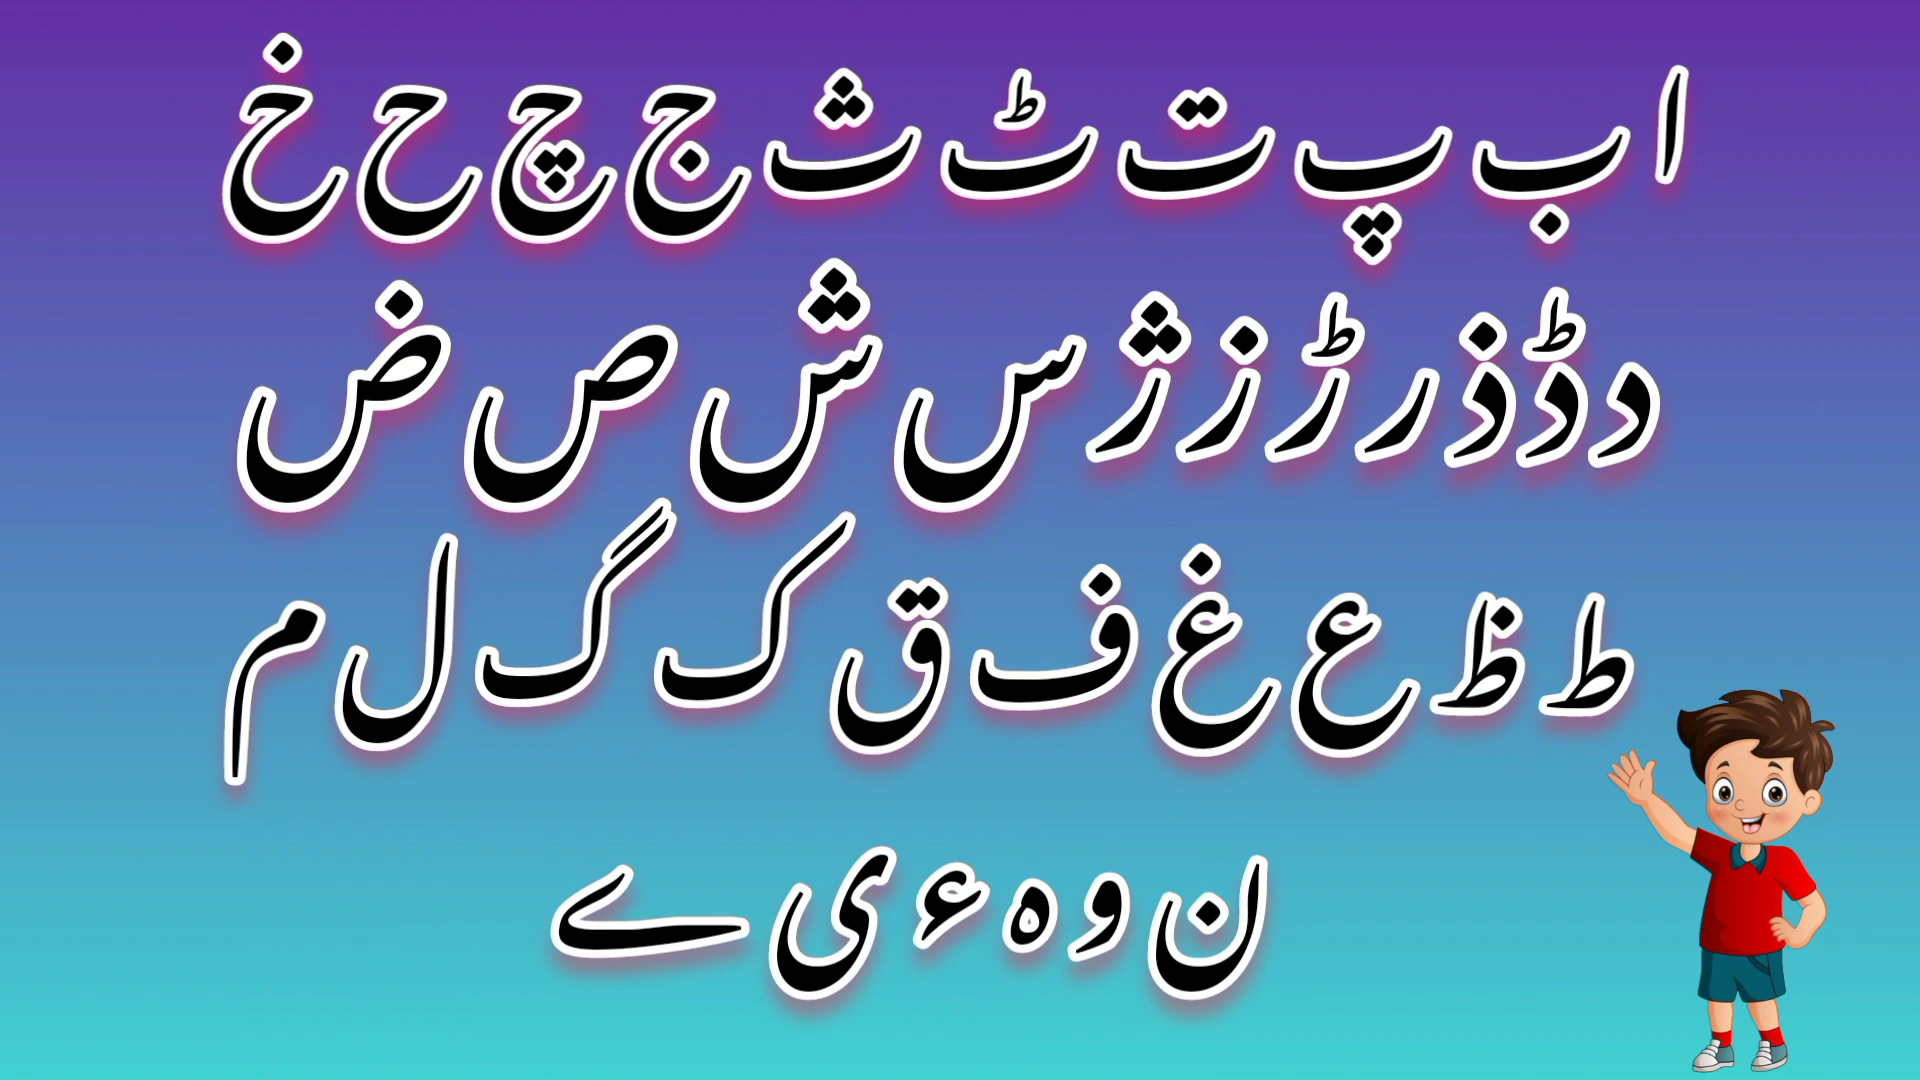 ا ب پ ت ٹ ث ج چ ح خ
د ڈ ذ ر ڑ ز ژ س ش ص ض
ط ظ ع غ ف ق ک گ ل م
ن و ہ ء ی ے